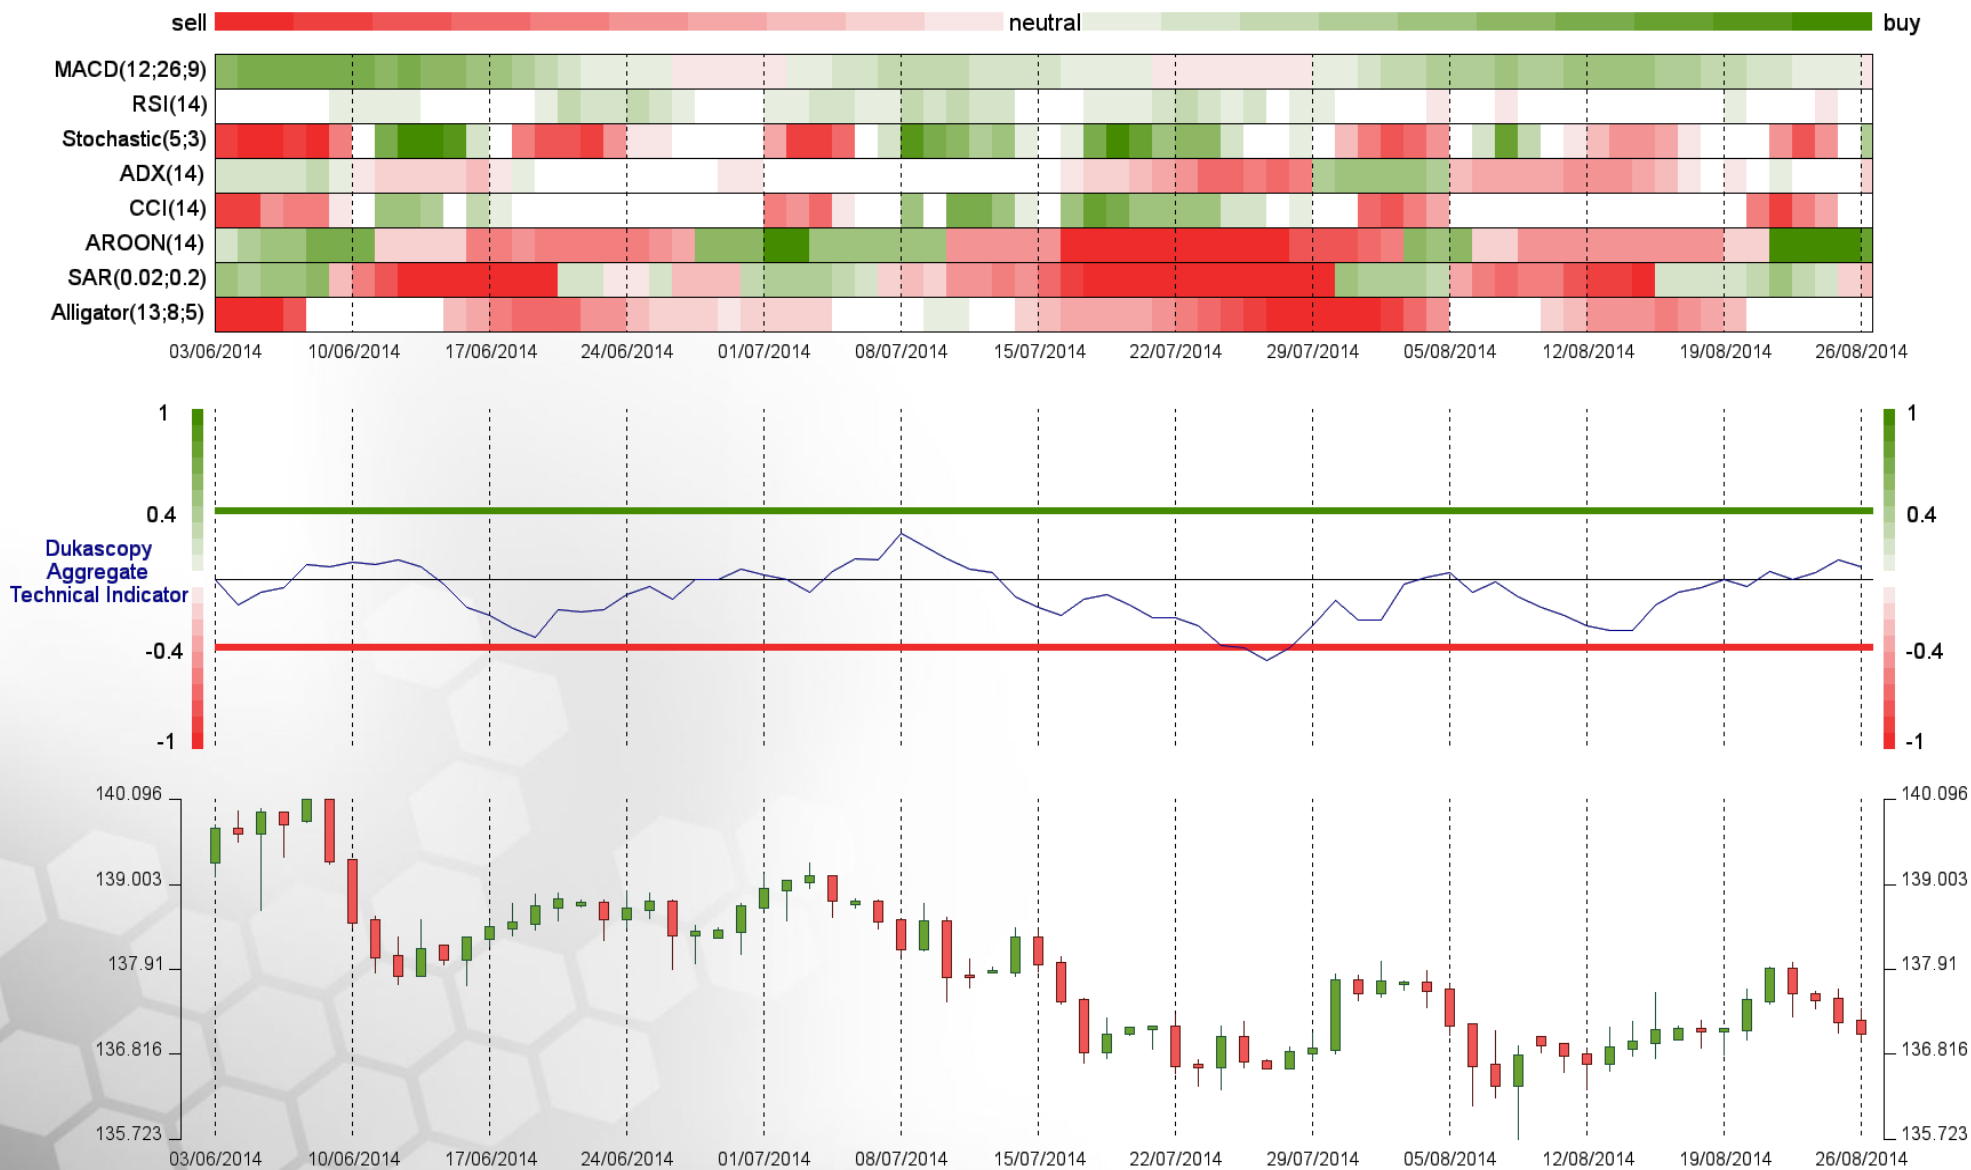 sell neutral buy
MACD(12;26;9)
RSI(14)
Stochastic(5;3)
ADX(14)
CCI(14)
AROON(14)
SAR(0.02;0.2)
Alligator(13;8;5)
03/06/2014 10/06/2014 17/06/2014 24/06/2014 01/07/2014 08/07/2014 15/07/2014 22/07/2014 29/07/2014 05/08/2014 12/08/2014 19/08/2014 26/08/2014
1 1
0.4 0.4
Dukascopy
Aggregate
Technical Indicator
-0.4 -0.4
-1 -1
140.096 140.096
139.003 139.003
137.91 137.91
136.816 136.816
135.723 135.723
03/06/2014 10/06/2014 17/06/2014 24/06/2014 01/07/2014 08/07/2014 15/07/2014 22/07/2014 29/07/2014 05/08/2014 12/08/2014 19/08/2014 26/08/2014